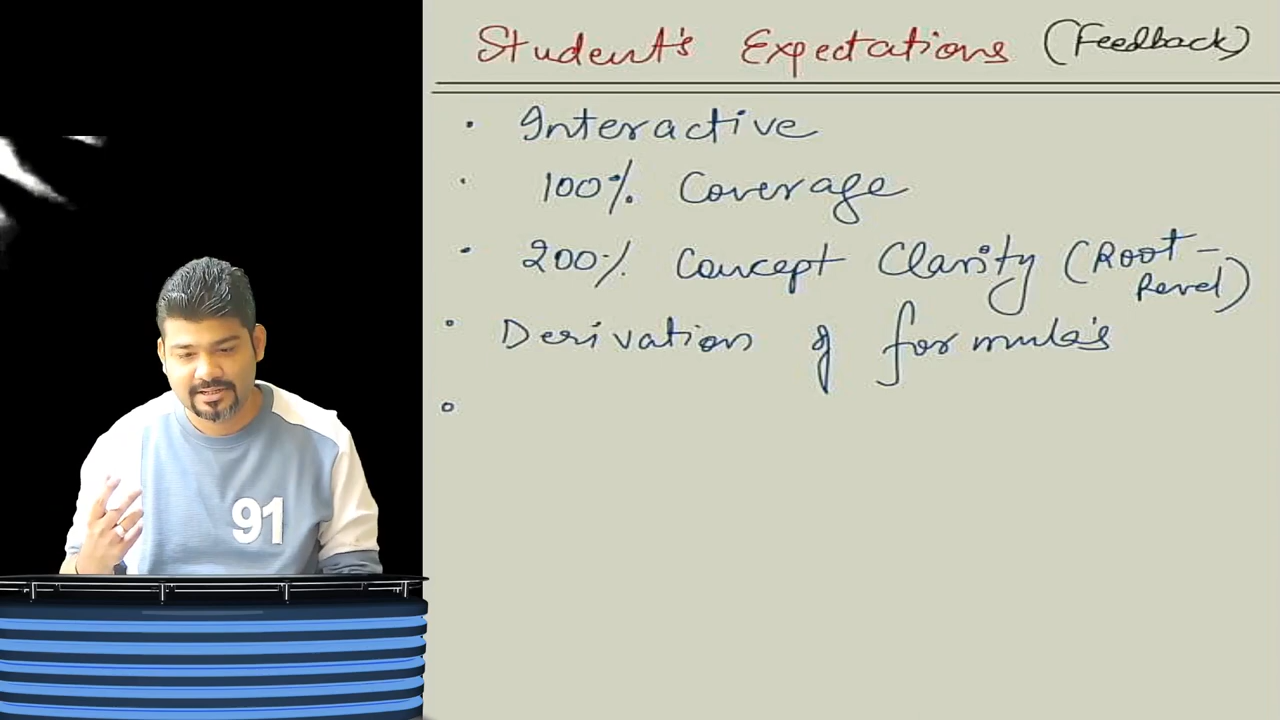 Student's Expectations (Feedback)
• Interactive
• 100% Coverage
• 200% Concept Clarity (Root-
Level)
• Derivation of formula's
91